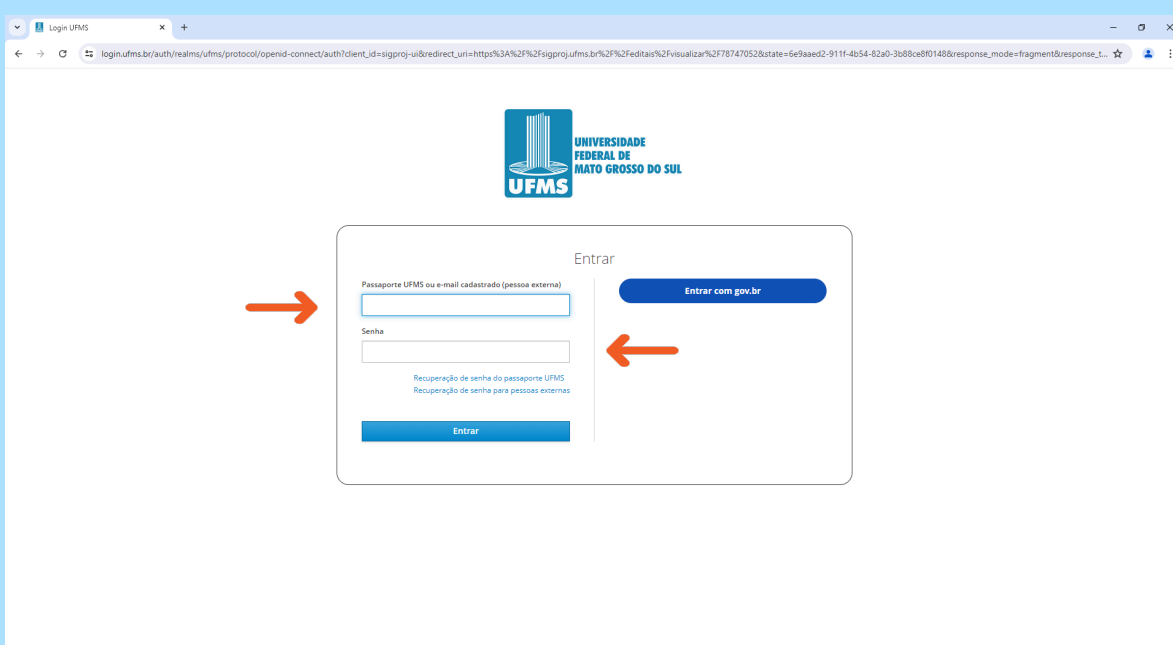 Login UFMS
login.ufms.br/auth/realms/ufms/protocol/openid-connect/auth?client_id=sigproj-ui&redirect_uri=https%3A%2F%2Fsigproj.ufms.br%2F%2Feditais%2Fvisualizar%2F78747052&state=6e9aaed2-911f-4b54-82a0-3b88ce8f0148&response_mode=fragment&response_t...
UNIVERSIDADE
FEDERAL DE
MATO GROSSO DO SUL
UFMS
Entrar
Passaporte UFMS ou e-mail cadastrado (pessoa externa)
Entrar com gov.br
Senha
Recuperação de senha do passaporte UFMS
Recuperação de senha para pessoas externas
Entrar